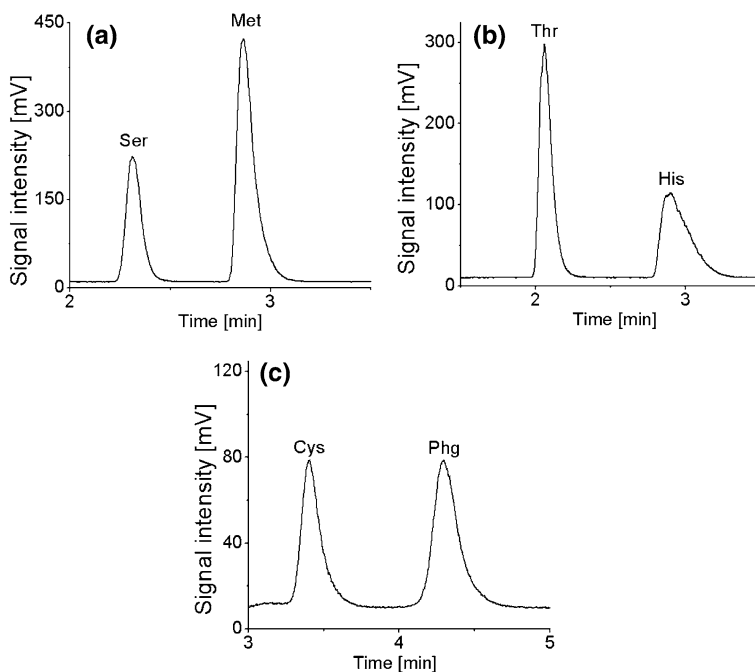 (a)
Met
Ser
450
300
150
0
2
3
Signal intensity [mV]
Time [min]
(b)
Thr
His
300
200
100
0
2
3
Signal intensity [mV]
Time [min]
(c)
Cys
Phg
120
80
40
0
3
4
5
Signal intensity [mV]
Time [min]